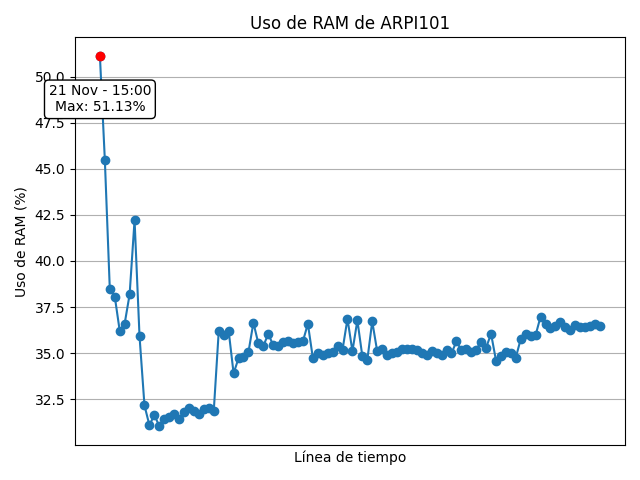 Uso de RAM de ARPI101
Uso de RAM (%)
50.0
47.5
45.0
42.5
40.0
37.5
35.0
32.5
21 Nov - 15:00
Max: 51.13%
Línea de tiempo